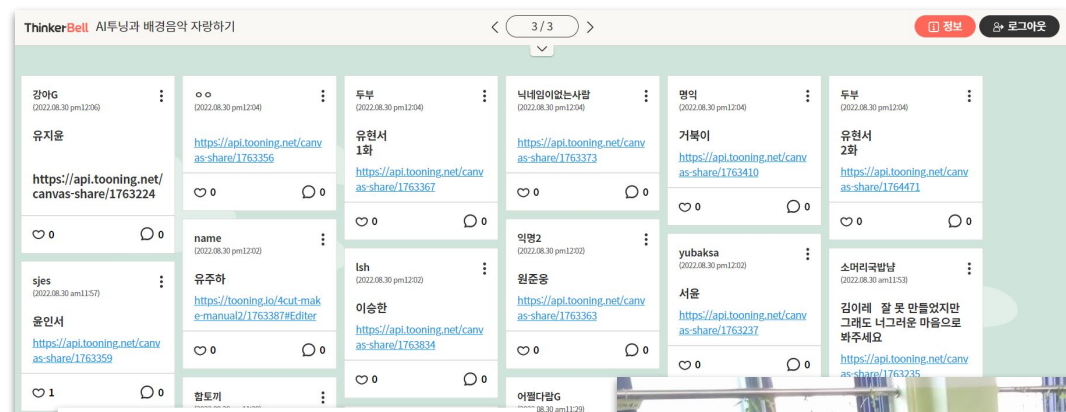 ThinkerBell AI투닝과 배경음악 자랑하기
3 / 3
정보
로그아웃
강아G
(2022.08.30 pm12:06)
유지윤
https://api.tooning.net/
canvas-share/1763224
0 0
ㅇㅇ
(2022.08.30 pm12:04)
https://api.tooning.net/canv
as-share/1763356
0 0
두부
(2022.08.30 pm12:04)
유현서
1화
https://api.tooning.net/canv
as-share/1763367
0 0
닉네임이없는사람
(2022.08.30 pm12:04)
https://api.tooning.net/canv
as-share/1763373
0 0
명익
(2022.08.30 pm12:04)
거북이
https://api.tooning.net/canv
as-share/1763410
0 0
두부
(2022.08.30 pm12:04)
유현서
2화
https://api.tooning.net/canv
as-share/1764471
0 0
sjes
(2022.08.30 am11:57)
윤인서
https://api.tooning.net/canv
as-share/1763359
1 0
name
(2022.08.30 pm12:02)
유주하
https://tooning.io/4cut-mak
e-manual2/1763387#Editer
0 0
lsh
(2022.08.30 pm12:02)
이승한
https://api.tooning.net/canv
as-share/1763834
0 0
익명2
(2022.08.30 pm12:02)
원준웅
https://api.tooning.net/canv
as-share/1763363
0 0
yubaksa
(2022.08.30 pm12:02)
서윤
https://api.tooning.net/canv
as-share/1763237
0 0
소머리국밥냥
(2022.08.30 am11:53)
김이레 잘 못 만들었지만
그래도 너그러운 마음으로
봐주세요
https://api.tooning.net/canv
as-share/1763235
함토끼
어쩔다람G
08.30 am11:29)